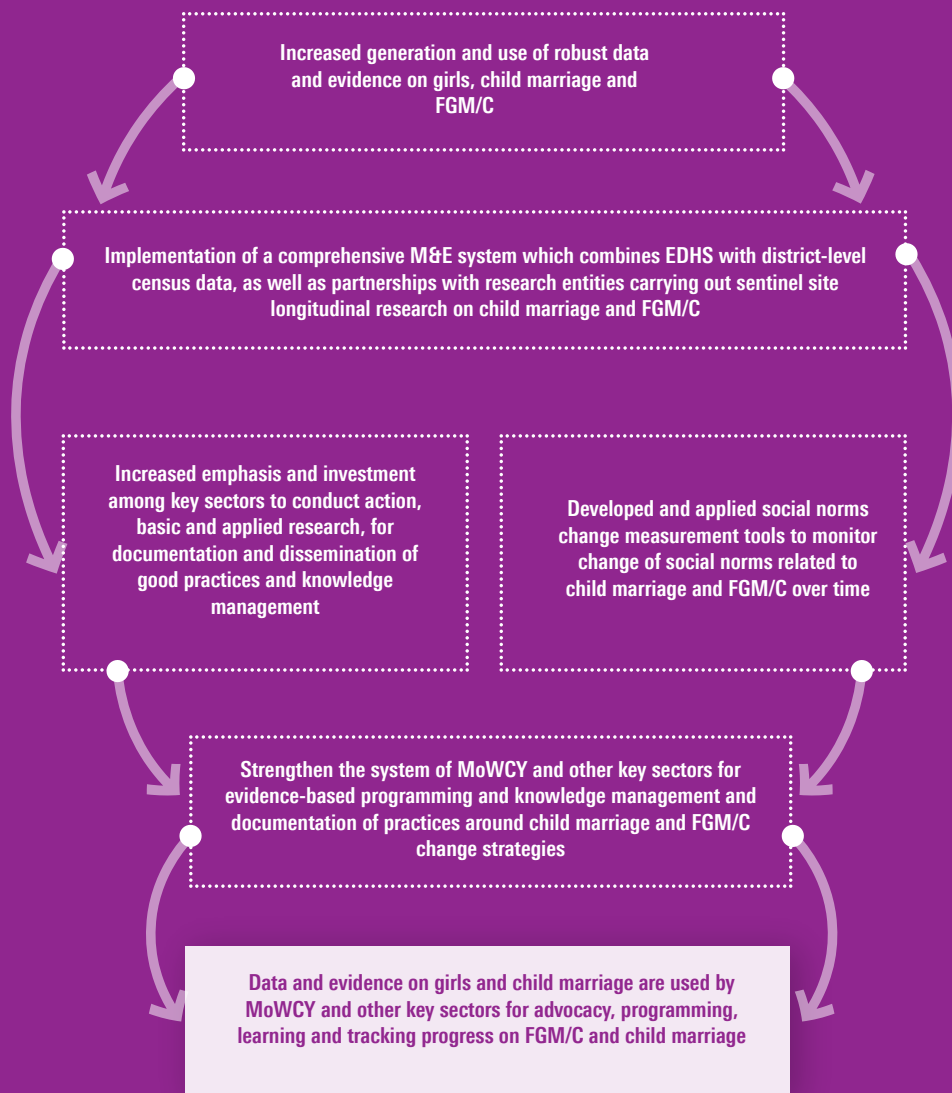 Increased generation and use of robust data
and evidence on girls, child marriage and
FGM/C
Implementation of a comprehensive M&E system which combines EDHS with district-level
census data, as well as partnerships with research entities carrying out sentinel site
longitudinal research on child marriage and FGM/C
Increased emphasis and investment
among key sectors to conduct action,
basic and applied research, for
documentation and dissemination of
good practices and knowledge
management
Developed and applied social norms
change measurement tools to monitor
change of social norms related to
child marriage and FGM/C over time
Strengthen the system of MoWCY and other key sectors for
evidence-based programming and knowledge management and
documentation of practices around child marriage and FGM/C
change strategies
Data and evidence on girls and child marriage are used by
MoWCY and other key sectors for advocacy, programming,
learning and tracking progress on FGM/C and child marriage